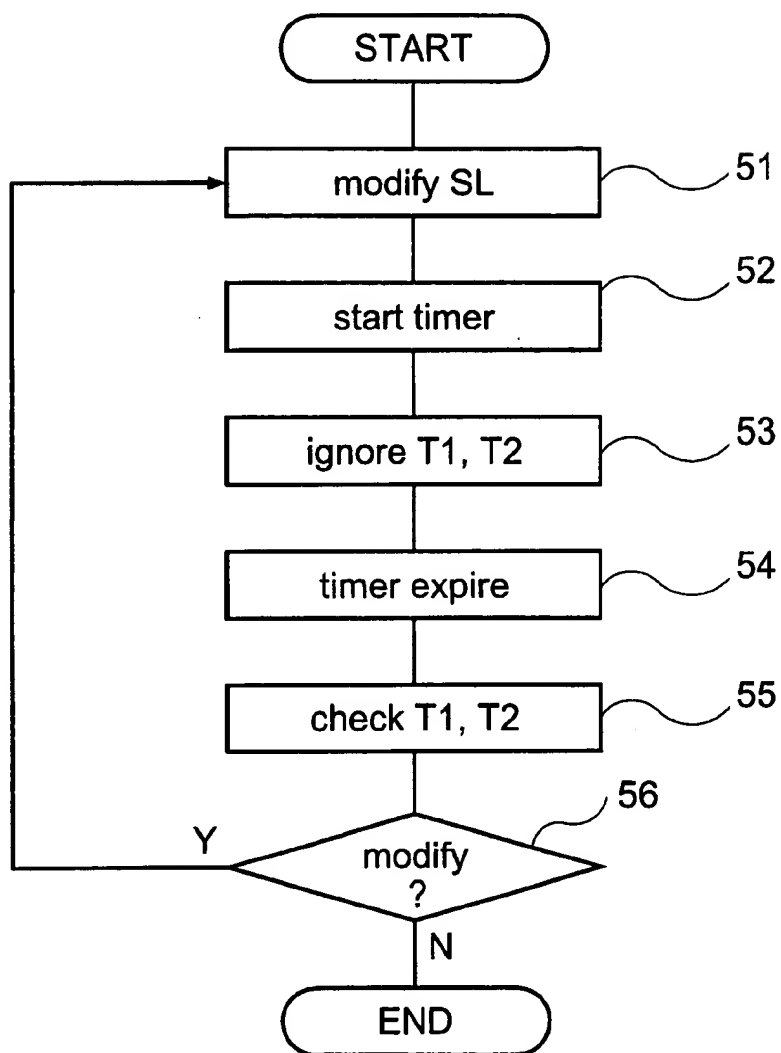 START
modify SL
51
start timer
52
ignore T1, T2
53
timer expire
54
check T1, T2
55
modify
?
56
Y
N
END